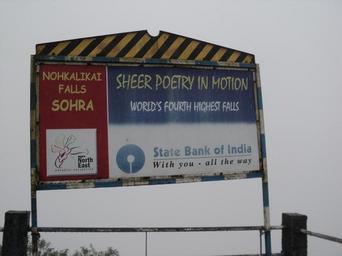 NOHKALIKAI
FALLS
SOHRA
North
East
SHEER POETRY IN MOTION
WORLD'S FOURTH HIGHEST FALLS
State Bank of India
With you - all the way